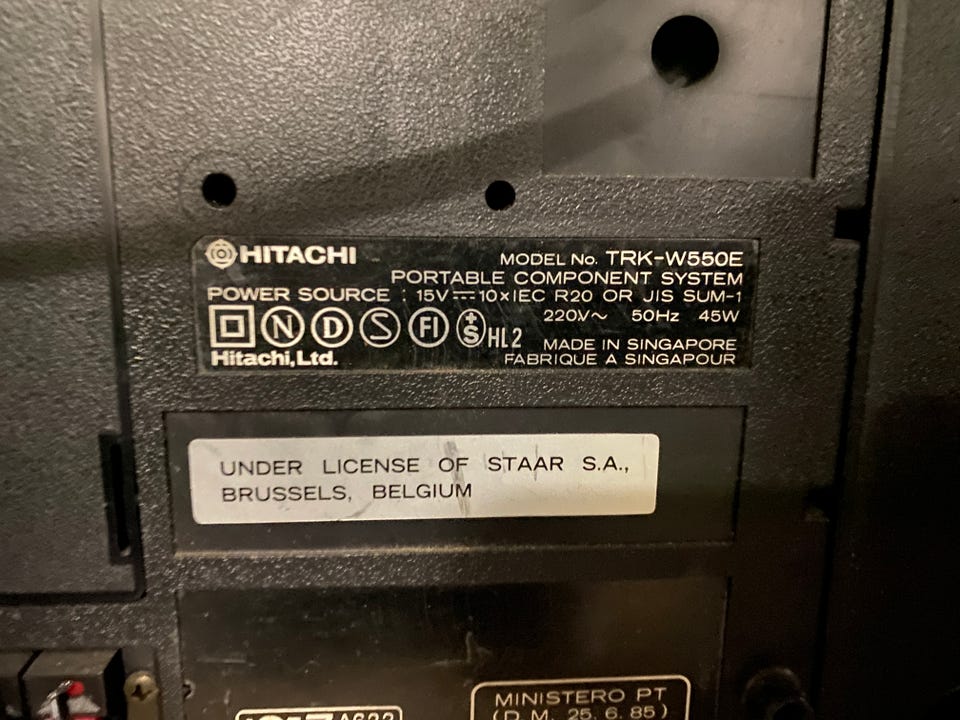 HITACHI MODEL No. TRK-W550E
PORTABLE COMPONENT SYSTEM
POWER SOURCE : 15V⎓10×IEC R20 OR JIS SUM-1
220V∼ 50Hz 45W
N D S FI +S HL2
MADE IN SINGAPORE
Hitachi,Ltd. FABRIQUE A SINGAPOUR
UNDER LICENSE OF STAAR S.A.,
BRUSSELS, BELGIUM
MINISTERO PT
(D.M. 25.6.85)